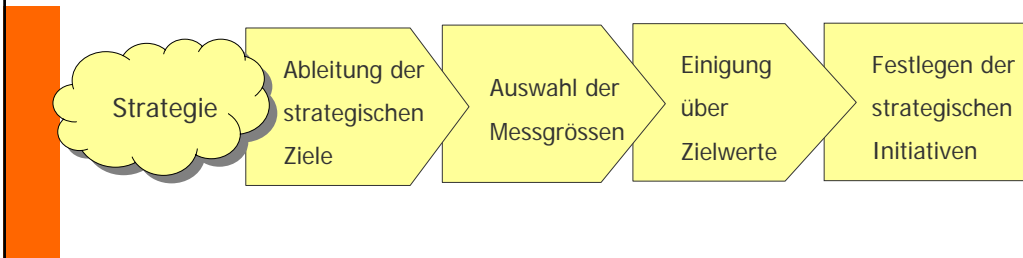 Strategie
Ableitung der
strategischen
Ziele
Auswahl der
Messgrössen
Einigung
über
Zielwerte
Festlegen der
strategischen
Initiativen